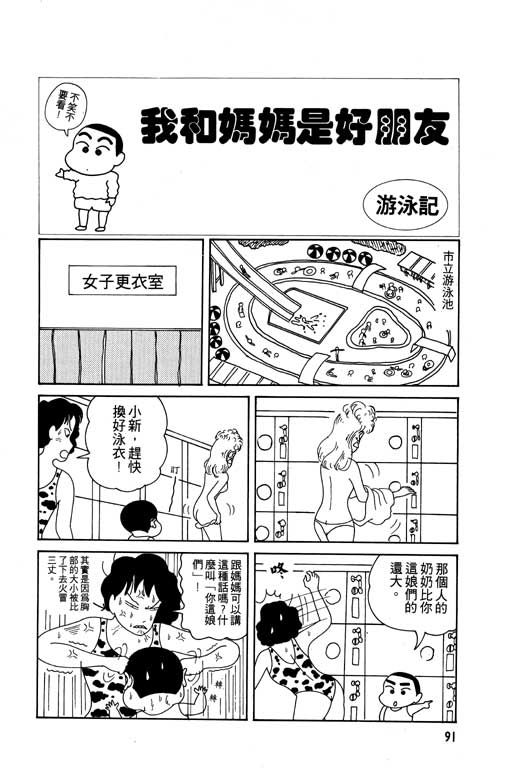 不笑不
要看！
我和媽媽是好朋友
游泳記
市立游泳池
女子更衣室
小新，趕快
換好泳衣！
盯
那個人的
奶奶比你
這娘們的
還大。
咚
跟媽媽可以講
這種話嗎？什
麼叫「你這娘
們」！
其實是因爲胸
部的大小被比
了下去火冒
三丈。
91